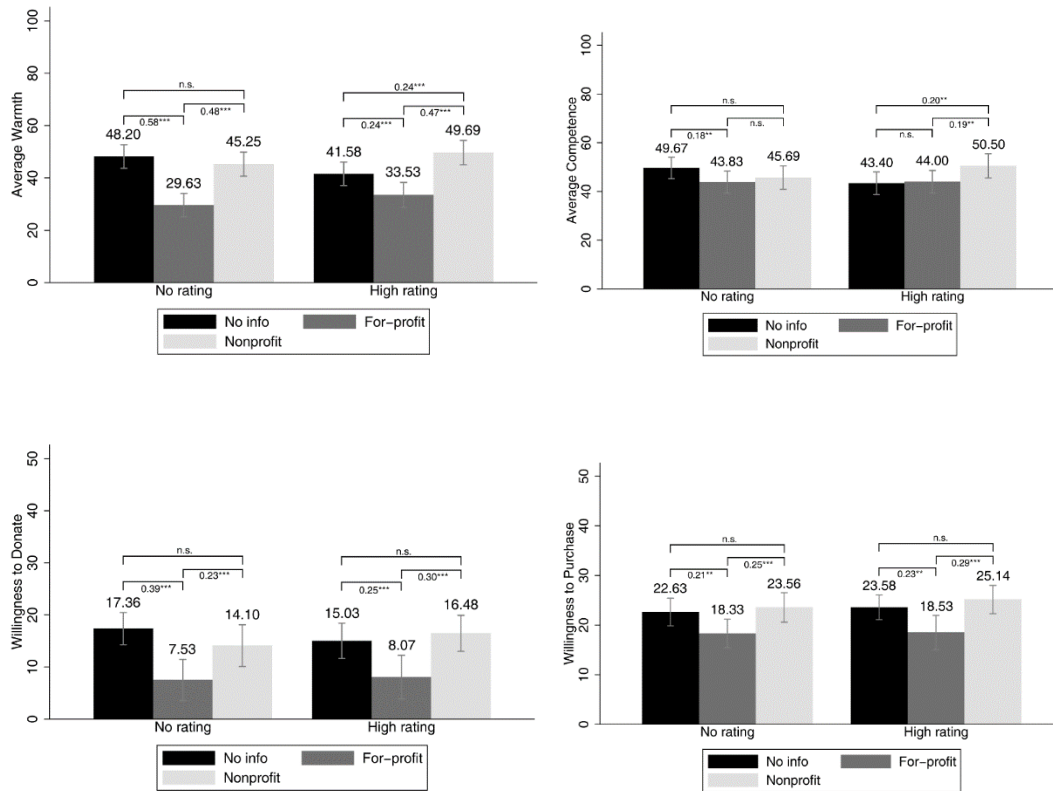 Average Warmth
0 20 40 60 80 100
n.s.
0.58***
0.48***
48.20
29.63
45.25
0.24***
0.24***
0.47***
41.58
33.53
49.69
No rating
High rating
No info
For-profit
Nonprofit
Average Competence
0 20 40 60 80 100
n.s.
0.18**
n.s.
49.67
43.83
45.69
0.20**
n.s.
0.19**
43.40
44.00
50.50
No rating
High rating
No info
For-profit
Nonprofit
Willingness to Donate
0 10 20 30 40 50
n.s.
0.39***
0.23***
17.36
7.53
14.10
n.s.
0.25***
0.30***
15.03
8.07
16.48
No rating
High rating
No info
For-profit
Nonprofit
Willingness to Purchase
0 10 20 30 40 50
n.s.
0.21**
0.25***
22.63
18.33
23.56
n.s.
0.23**
0.29***
23.58
18.53
25.14
No rating
High rating
No info
For-profit
Nonprofit